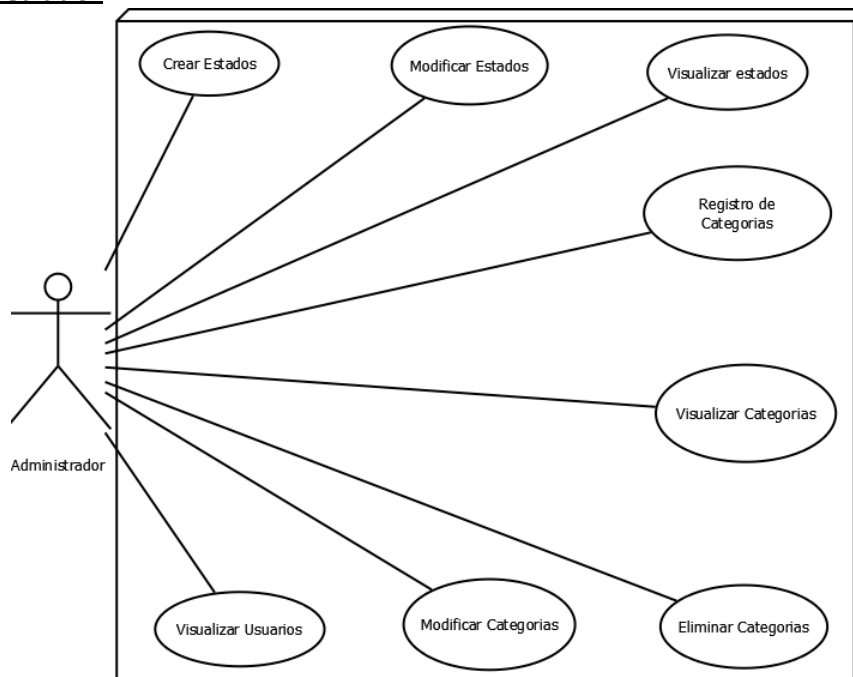 Crear Estados
Modificar Estados
Visualizar estados
Registro de
Categorias
Administrador
Visualizar Categorias
Visualizar Usuarios
Modificar Categorias
Eliminar Categorias